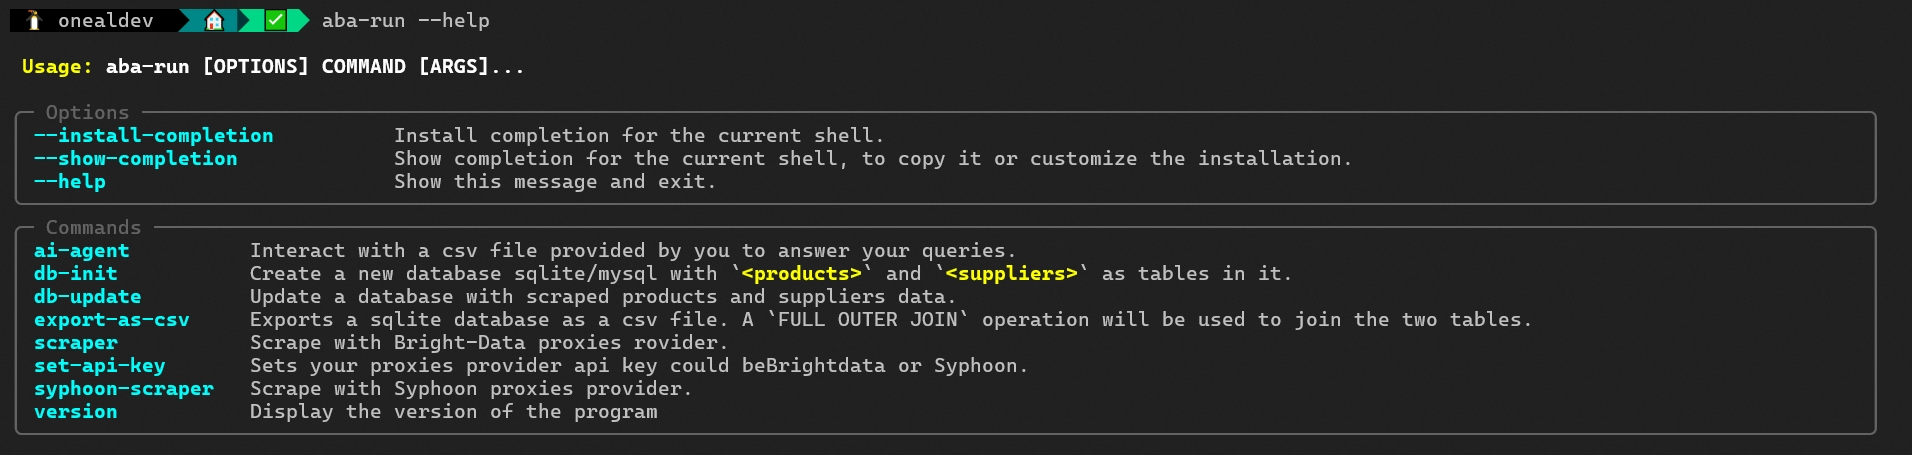 onealdev aba-run --help
Usage: aba-run [OPTIONS] COMMAND [ARGS]...
Options
--install-completion Install completion for the current shell.
--show-completion Show completion for the current shell, to copy it or customize the installation.
--help Show this message and exit.
Commands
ai-agent Interact with a csv file provided by you to answer your queries.
db-init Create a new database sqlite/mysql with `<products>` and `<suppliers>` as tables in it.
db-update Update a database with scraped products and suppliers data.
export-as-csv Exports a sqlite database as a csv file. A `FULL OUTER JOIN` operation will be used to join the two tables.
scraper Scrape with Bright-Data proxies rovider.
set-api-key Sets your proxies provider api key could beBrightdata or Syphoon.
syphoon-scraper Scrape with Syphoon proxies provider.
version Display the version of the program